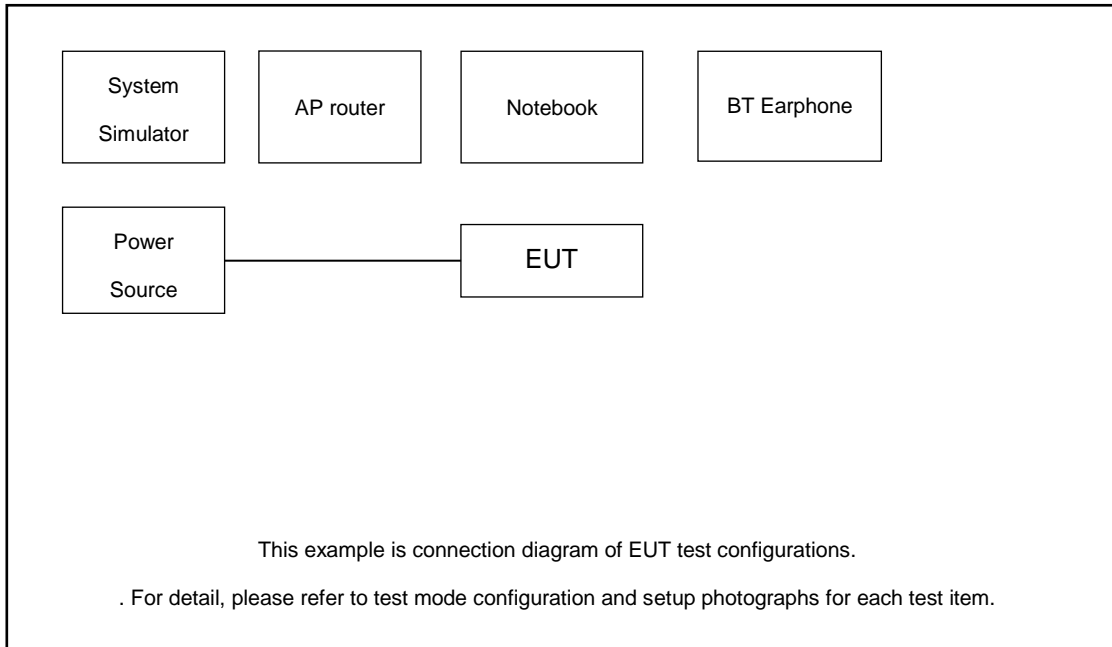 System
Simulator
AP router
Notebook
BT Earphone
Power
Source
EUT
This example is connection diagram of EUT test configurations.
. For detail, please refer to test mode configuration and setup photographs for each test item.